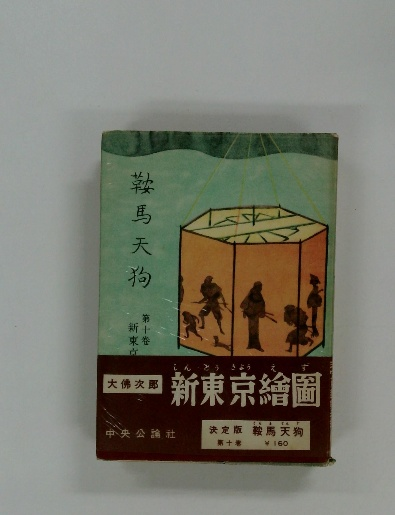 鞍馬天狗
第十巻
新東京
しんとうきょうえず
新東京繪圖
大佛次郎
中央公論社
くらまてんぐ
決定版 鞍馬天狗
第十巻 ￥160